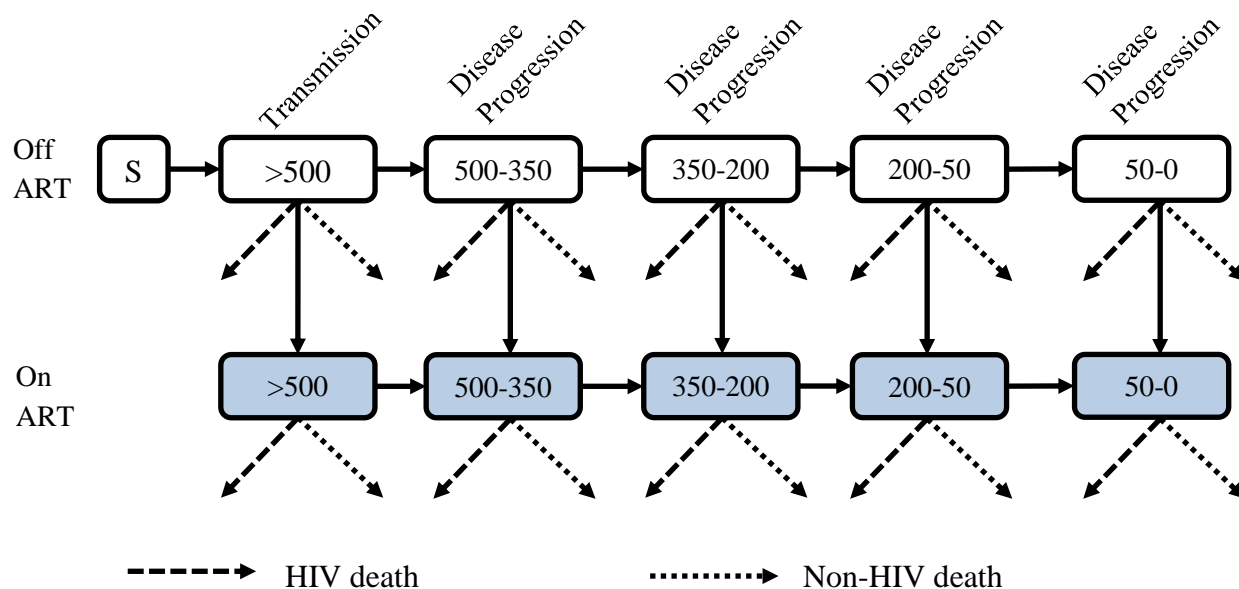 Transmission
Disease
Progression
Disease
Progression
Disease
Progression
Disease
Progression
Off
ART
S
>500
500-350
350-200
200-50
50-0
On
ART
>500
500-350
350-200
200-50
50-0
HIV death
Non-HIV death